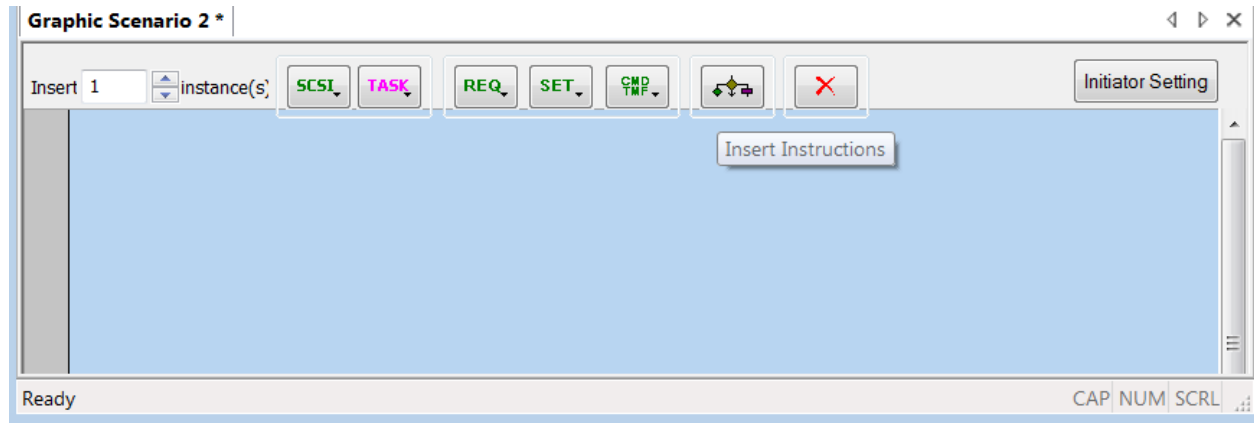 Graphic Scenario 2 *
Insert 1 instance(s) SCSI TASK REQ SET CMD TMF Initiator Setting
Insert Instructions
Ready CAP NUM SCRL